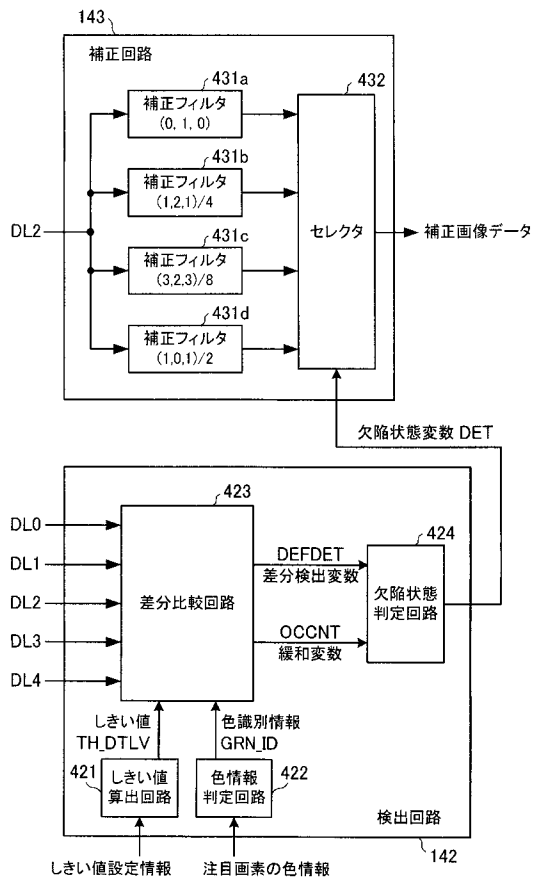 143
補正回路
431a
補正フィルタ
(0, 1, 0)
432
431b
補正フィルタ
(1,2,1)/4
DL2
セレクタ
補正画像データ
431c
補正フィルタ
(3,2,3)/8
431d
補正フィルタ
(1,0,1)/2
欠陥状態変数 DET
423
DL0
DL1
DL2
DL3
DL4
差分比較回路
DEFDET
差分検出変数
OCCNT
緩和変数
424
欠陥状態
判定回路
しきい値
TH_DTLV
色識別情報
GRN_ID
421
しきい値
算出回路
色情報
判定回路
422
検出回路
142
しきい値設定情報
注目画素の色情報